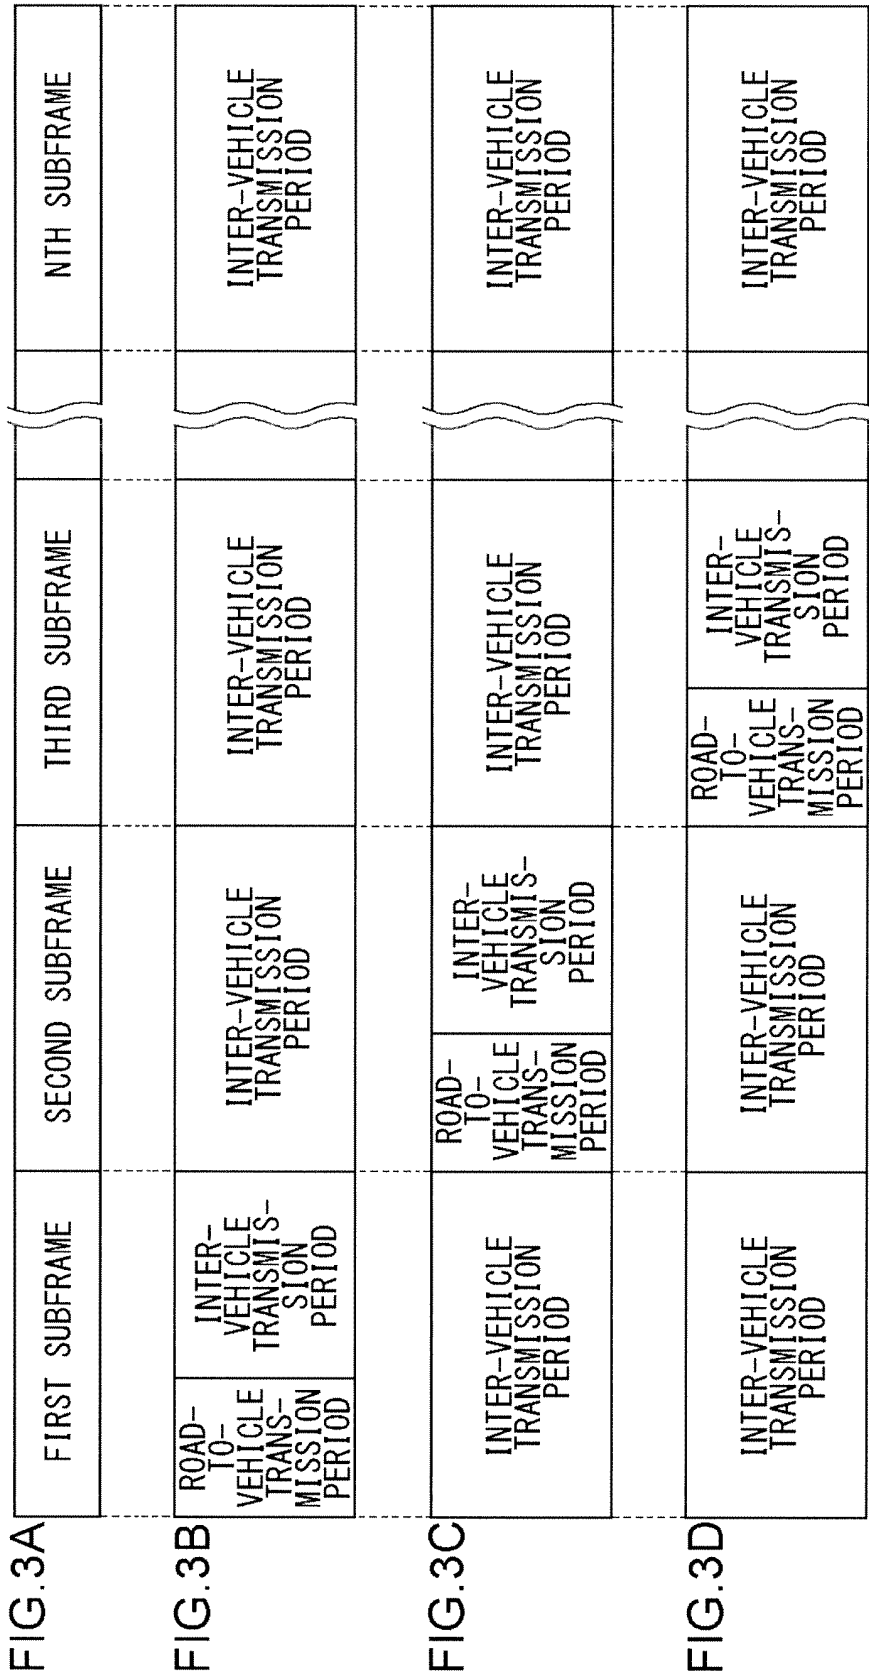 FIG.3A
FIRST SUBFRAME
SECOND SUBFRAME
THIRD SUBFRAME
NTH SUBFRAME
FIG.3B
ROAD-
TO-
VEHICLE
TRANS-
MISSION
PERIOD
INTER-
VEHICLE
TRANSMIS-
SION
PERIOD
INTER-VEHICLE
TRANSMISSION
PERIOD
INTER-VEHICLE
TRANSMISSION
PERIOD
INTER-VEHICLE
TRANSMISSION
PERIOD
FIG.3C
INTER-VEHICLE
TRANSMISSION
PERIOD
ROAD-
TO-
VEHICLE
TRANS-
MISSION
PERIOD
INTER-
VEHICLE
TRANSMIS-
SION
PERIOD
INTER-VEHICLE
TRANSMISSION
PERIOD
INTER-VEHICLE
TRANSMISSION
PERIOD
FIG.3D
INTER-VEHICLE
TRANSMISSION
PERIOD
INTER-VEHICLE
TRANSMISSION
PERIOD
ROAD-
TO-
VEHICLE
TRANS-
MISSION
PERIOD
INTER-
VEHICLE
TRANSMIS-
SION
PERIOD
INTER-VEHICLE
TRANSMISSION
PERIOD